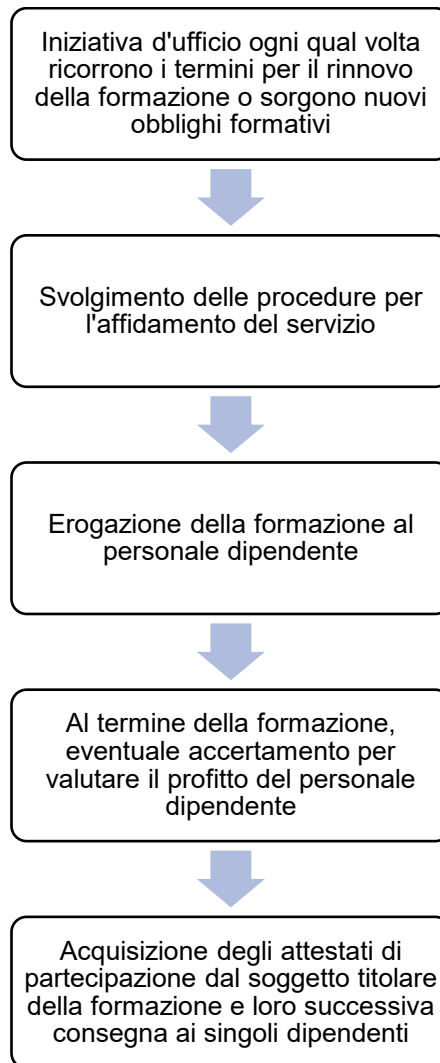 Iniziativa d'ufficio ogni qual volta
ricorrono i termini per il rinnovo
della formazione o sorgono nuovi
obblighi formativi
Svolgimento delle procedure per
l'affidamento del servizio
Erogazione della formazione al
personale dipendente
Al termine della formazione,
eventuale accertamento per
valutare il profitto del personale
dipendente
Acquisizione degli attestati di
partecipazione dal soggetto titolare
della formazione e loro successiva
consegna ai singoli dipendenti